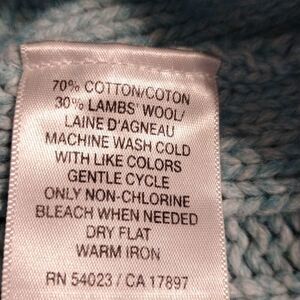 70% COTTON/COTON
30% LAMBS' WOOL/
LAINE D'AGNEAU
MACHINE WASH COLD
WITH LIKE COLORS
GENTLE CYCLE
ONLY NON-CHLORINE
BLEACH WHEN NEEDED
DRY FLAT
WARM IRON
RN 54023 / CA 17897